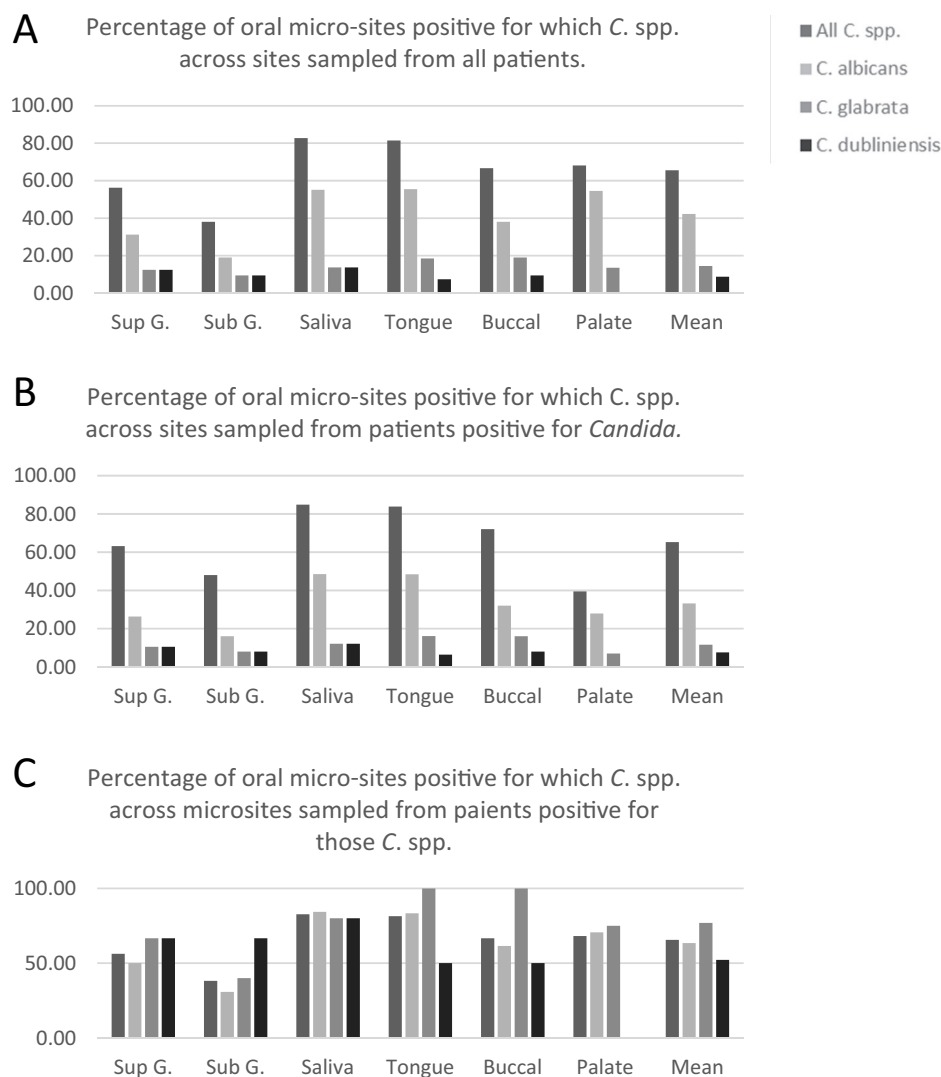 A
Percentage of oral micro-sites positive for which C. spp.
across sites sampled from all patients.
All C. spp.
C. albicans
C. glabrata
C. dubliniensis
100.00
80.00
60.00
40.00
20.00
0.00
Sup G. Sub G. Saliva Tongue Buccal Palate Mean
B
Percentage of oral micro-sites positive for which C. spp.
across sites sampled from patients positive for Candida.
100.00
80.00
60.00
40.00
20.00
0.00
Sup G. Sub G. Saliva Tongue Buccal Palate Mean
C
Percentage of oral micro-sites positive for which C. spp.
across microsites sampled from paients positive for
those C. spp.
100.00
50.00
0.00
Sup G. Sub G. Saliva Tongue Buccal Palate Mean